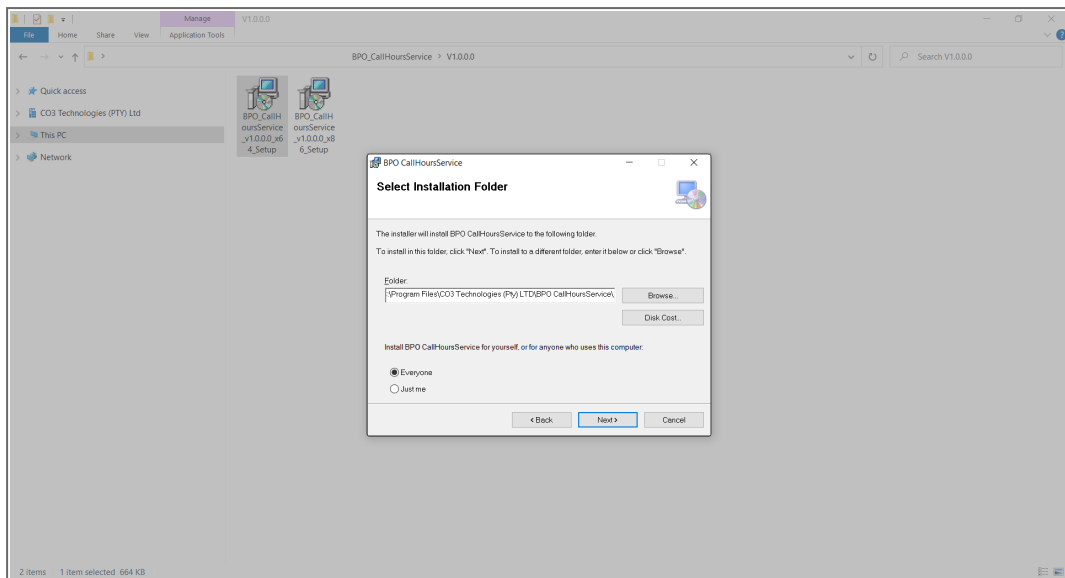 Manage
V1.0.0.0
File
Home
Share
View
Application Tools
BPO_CallHoursService > V1.0.0.0
Search V1.0.0.0
Quick access
CO3 Technologies (PTY) Ltd
This PC
Network
BPO_CallH
oursService
_v1.0.0.0_x6
4_Setup
BPO_CallH
oursService
_v1.0.0.0_x8
6_Setup
BPO CallHoursService
Select Installation Folder
The installer will install BPO CallHoursService to the following folder.
To install in this folder, click "Next". To install to a different folder, enter it below or click "Browse".
Folder:
:\Program Files\CO3 Technologies (Pty) LTD\BPO CallHoursService\
Browse...
Disk Cost...
Install BPO CallHoursService for yourself, or for anyone who uses this computer:
Everyone
Just me
< Back
Next >
Cancel
2 items
1 item selected 664 KB